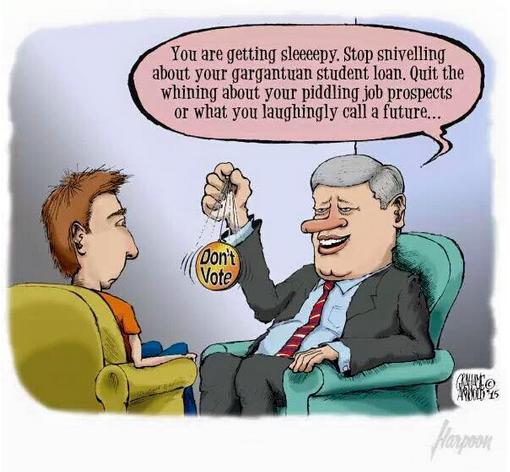 You are getting sleeeepy. Stop snivelling
about your gargantuan student loan. Quit the
whining about your piddling job prospects
or what you laughingly call a future...
Don't
Vote
©
'15
Harpoon